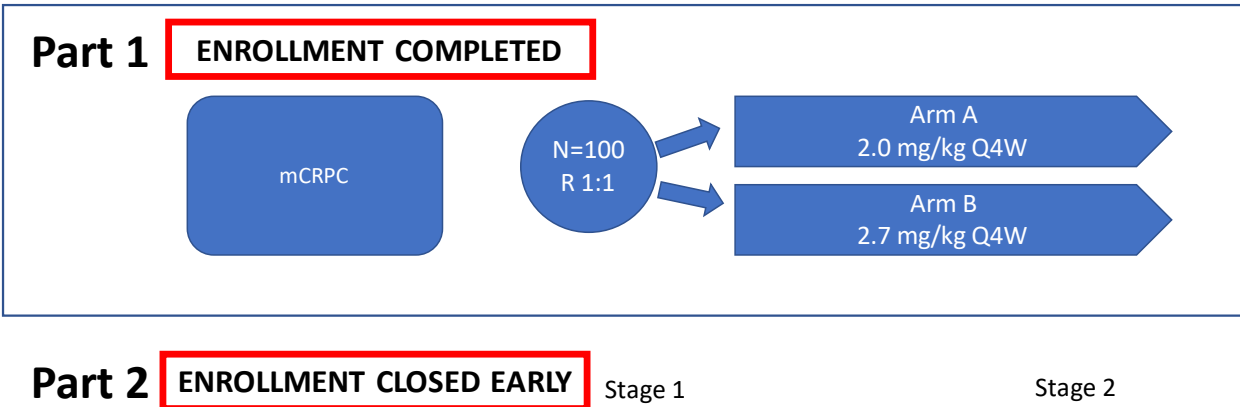 Part 1 ENROLLMENT COMPLETED
mCRPC
N=100
R 1:1
Arm A
2.0 mg/kg Q4W
Arm B
2.7 mg/kg Q4W
Part 2 ENROLLMENT CLOSED EARLY Stage 1 Stage 2